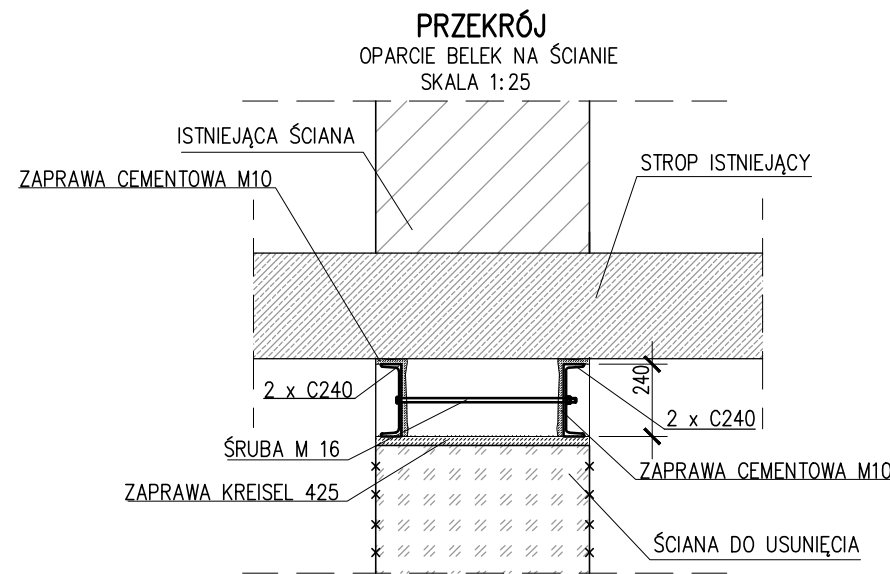 PRZEKRÓJ
OPARCIE BELEK NA ŚCIANIE
SKALA 1:25
ISTNIEJĄCA ŚCIANA
STROP ISTNIEJĄCY
ZAPRAWA CEMENTOWA M10
2 x C240
240
2 x C240
ŚRUBA M 16
ZAPRAWA CEMENTOWA M10
ZAPRAWA KREISEL 425
ŚCIANA DO USUNIĘCIA